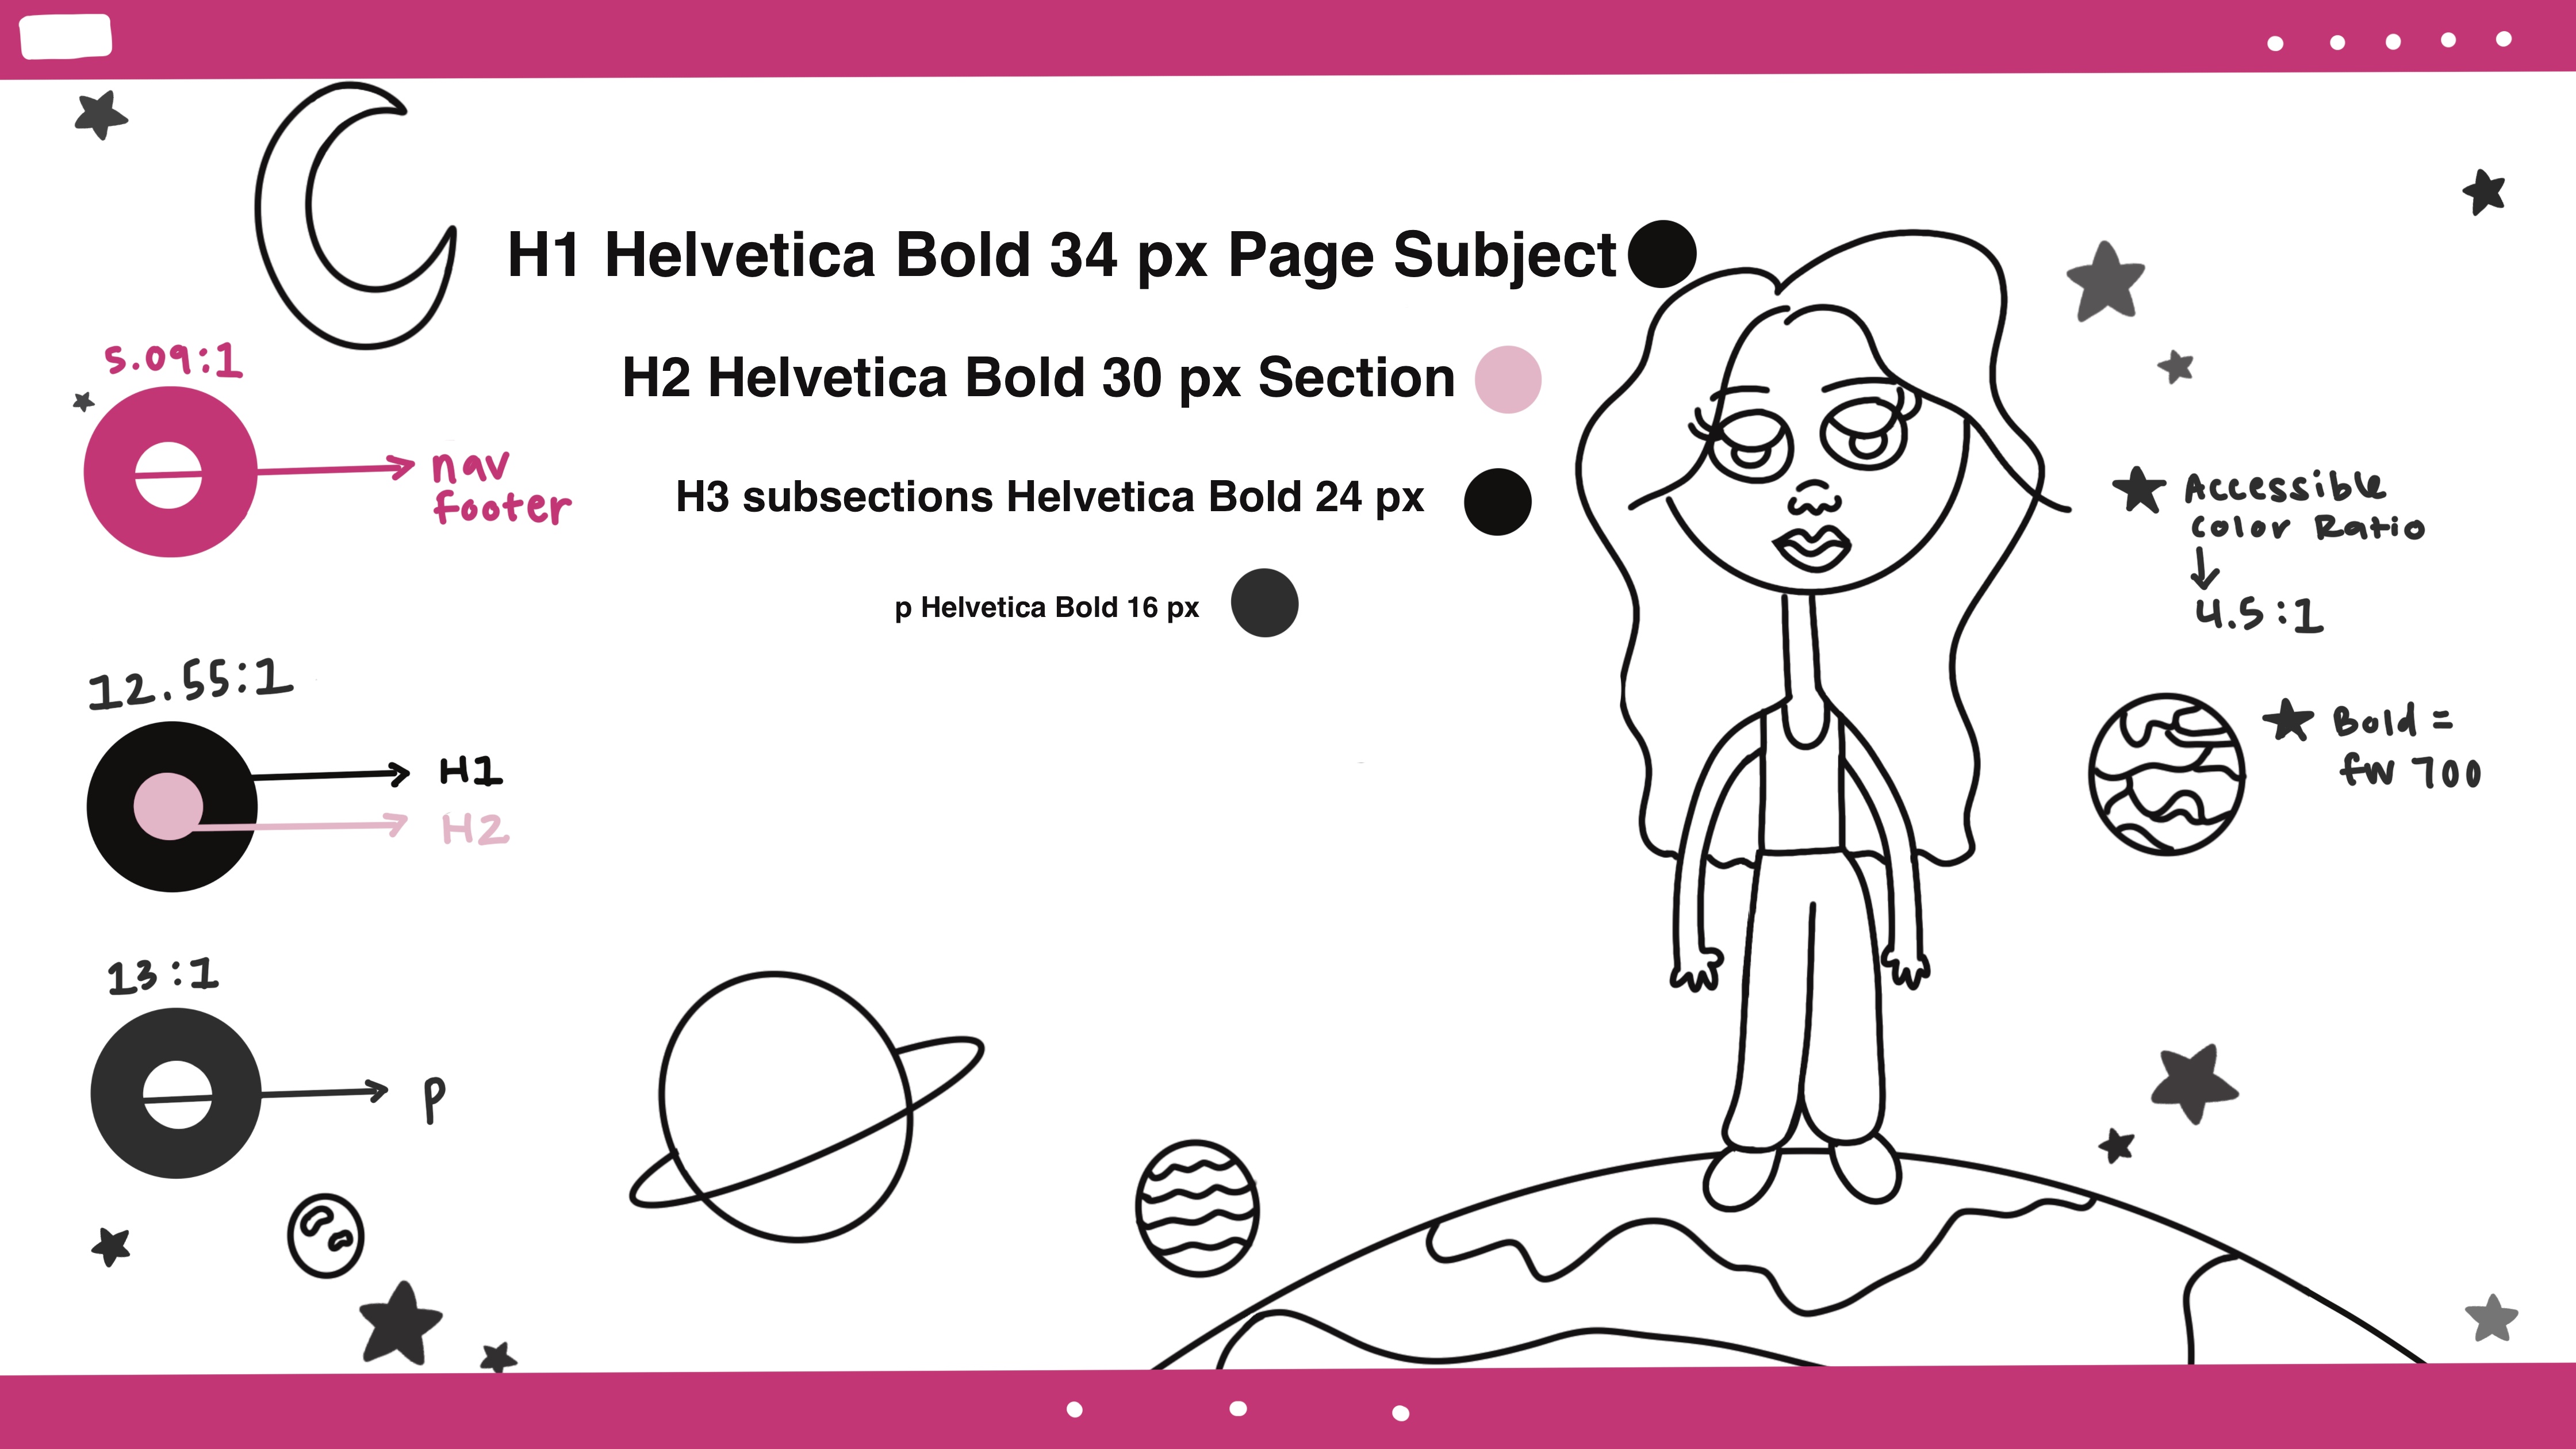 H1 Helvetica Bold 34 px Page Subject
H2 Helvetica Bold 30 px Section
H3 subsections Helvetica Bold 24 px
p Helvetica Bold 16 px
5.09:1
nav
footer
12.55:1
H1
H2
13:1
p
Accessible
Color Ratio
↓
4.5:1
Bold =
fw 700